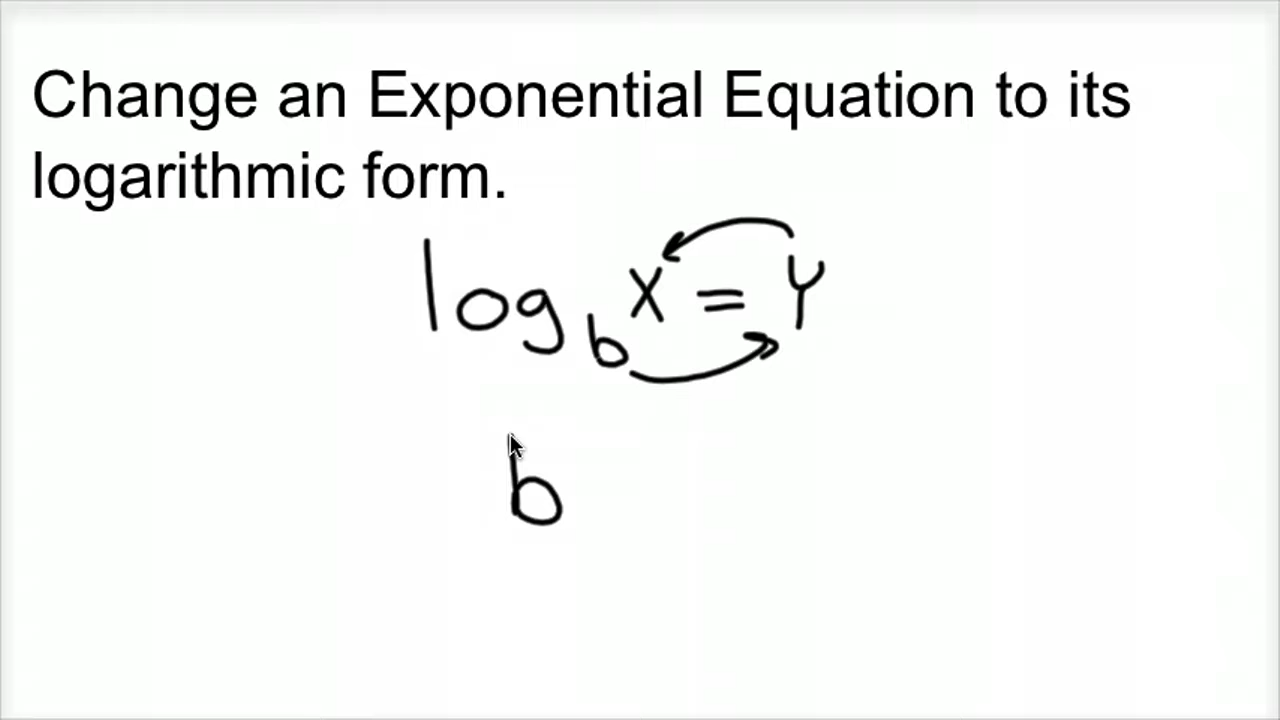 Change an Exponential Equation to its
logarithmic form.
log_b x = y
b